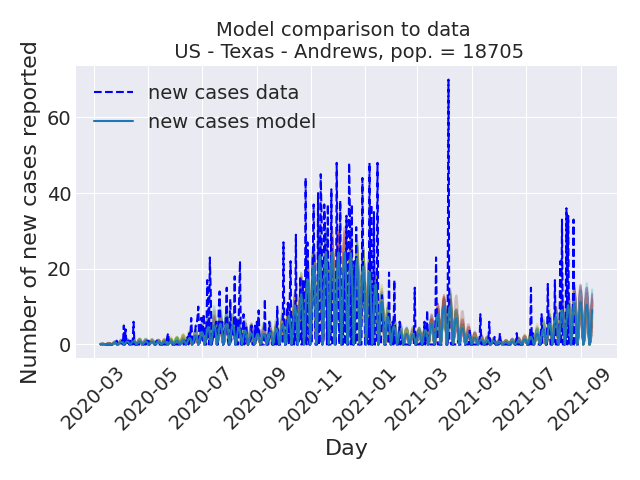 Model comparison to data
US - Texas - Andrews, pop. = 18705
Number of new cases reported
60
40
20
0
new cases data
new cases model
2020-03
2020-05
2020-07
2020-09
2020-11
2021-01
2021-03
2021-05
2021-07
2021-09
Day